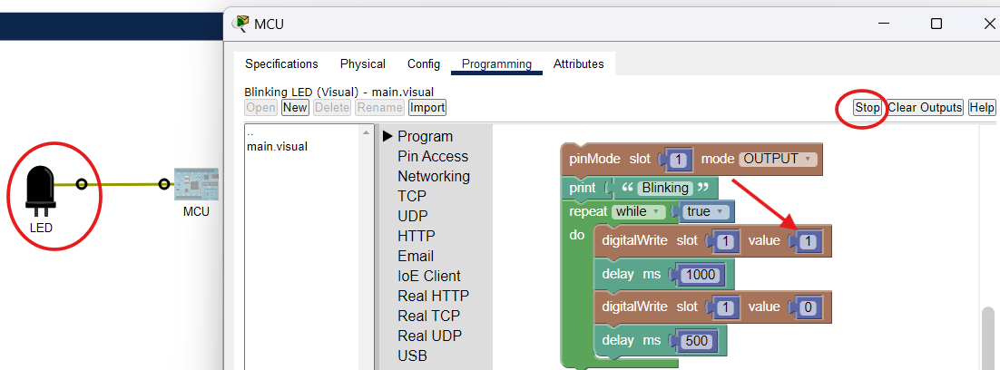 MCU
Specifications Physical Config Programming Attributes
Blinking LED (Visual) - main.visual
Open New Delete Rename Import Stop Clear Outputs Help
..
main.visual
Program
Pin Access
Networking
TCP
UDP
HTTP
Email
IoE Client
Real HTTP
Real TCP
Real UDP
USB
pinMode slot 1 mode OUTPUT
print “ Blinking ”
repeat while true
do
digitalWrite slot 1 value 1
delay ms 1000
digitalWrite slot 1 value 0
delay ms 500
LED
MCU